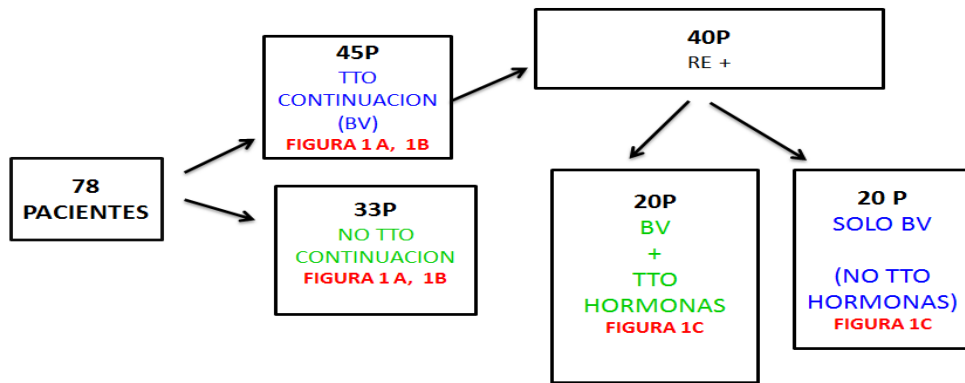 78
PACIENTES
45P
TTO
CONTINUACION
(BV)
FIGURA 1 A, 1B
33P
NO TTO
CONTINUACION
FIGURA 1 A, 1B
40P
RE +
20P
BV
+
TTO
HORMONAS
FIGURA 1C
20 P
SOLO BV
(NO TTO
HORMONAS)
FIGURA 1C